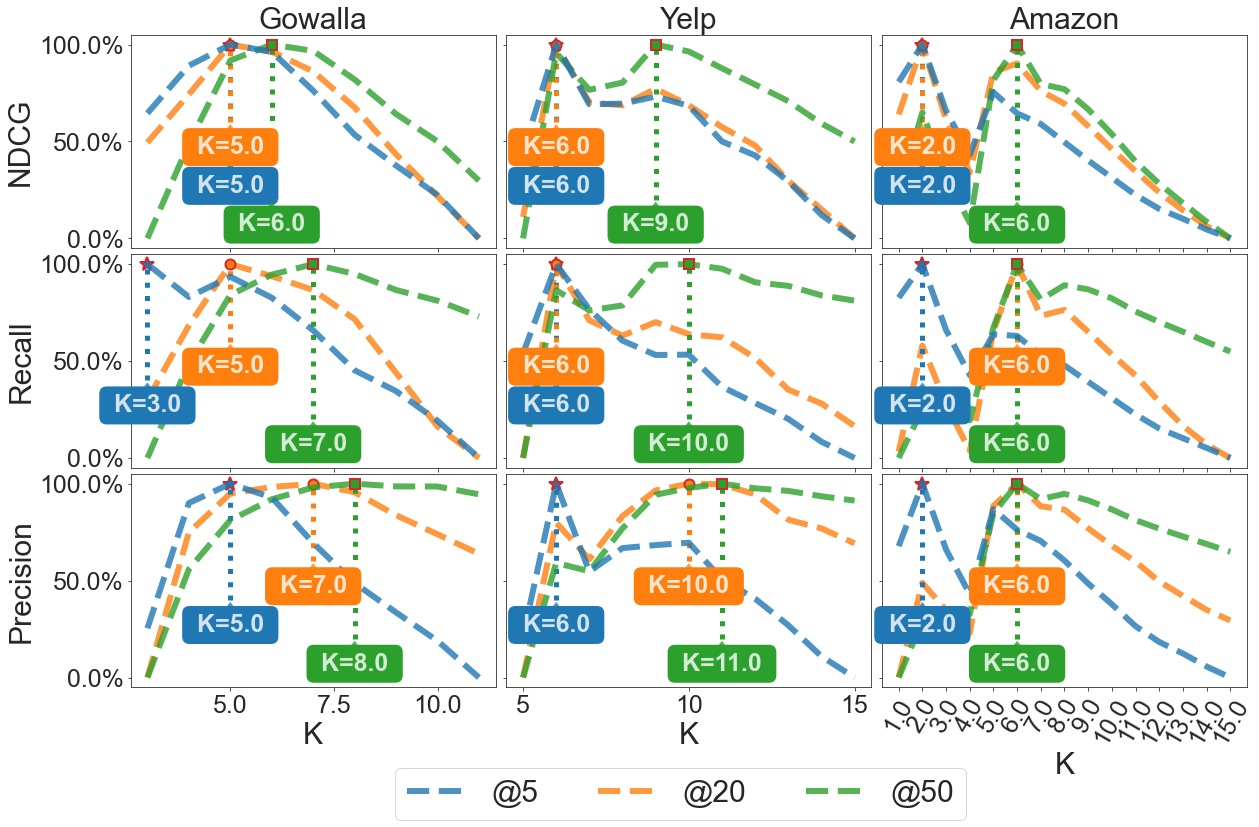 Gowalla Yelp Amazon
NDCG
100.0%
50.0%
0.0%
K=5.0
K=5.0
K=6.0
K=6.0
K=6.0
K=9.0
K=2.0
K=2.0
K=6.0
Recall
100.0%
50.0%
0.0%
K=5.0
K=3.0
K=7.0
K=6.0
K=6.0
K=10.0
K=6.0
K=2.0
K=6.0
Precision
100.0%
50.0%
0.0%
K=7.0
K=5.0
K=8.0
K=10.0
K=6.0
K=11.0
K=6.0
K=2.0
K=6.0
5.0 7.5 10.0
K
5 10 15
K
1.0 2.0 3.0 4.0 5.0 6.0 7.0 8.0 9.0 10.0 11.0 12.0 13.0 14.0 15.0
K
@5 @20 @50